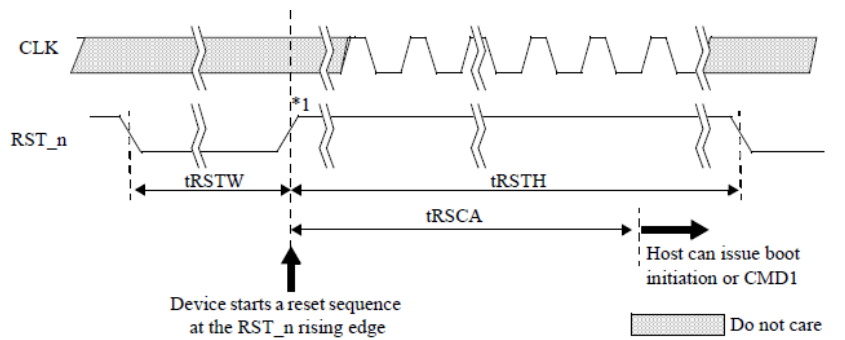 CLK
*1
RST_n
tRSTW
tRSTH
tRSCA
Host can issue boot
initiation or CMD1
Device starts a reset sequence
at the RST_n rising edge
Do not care